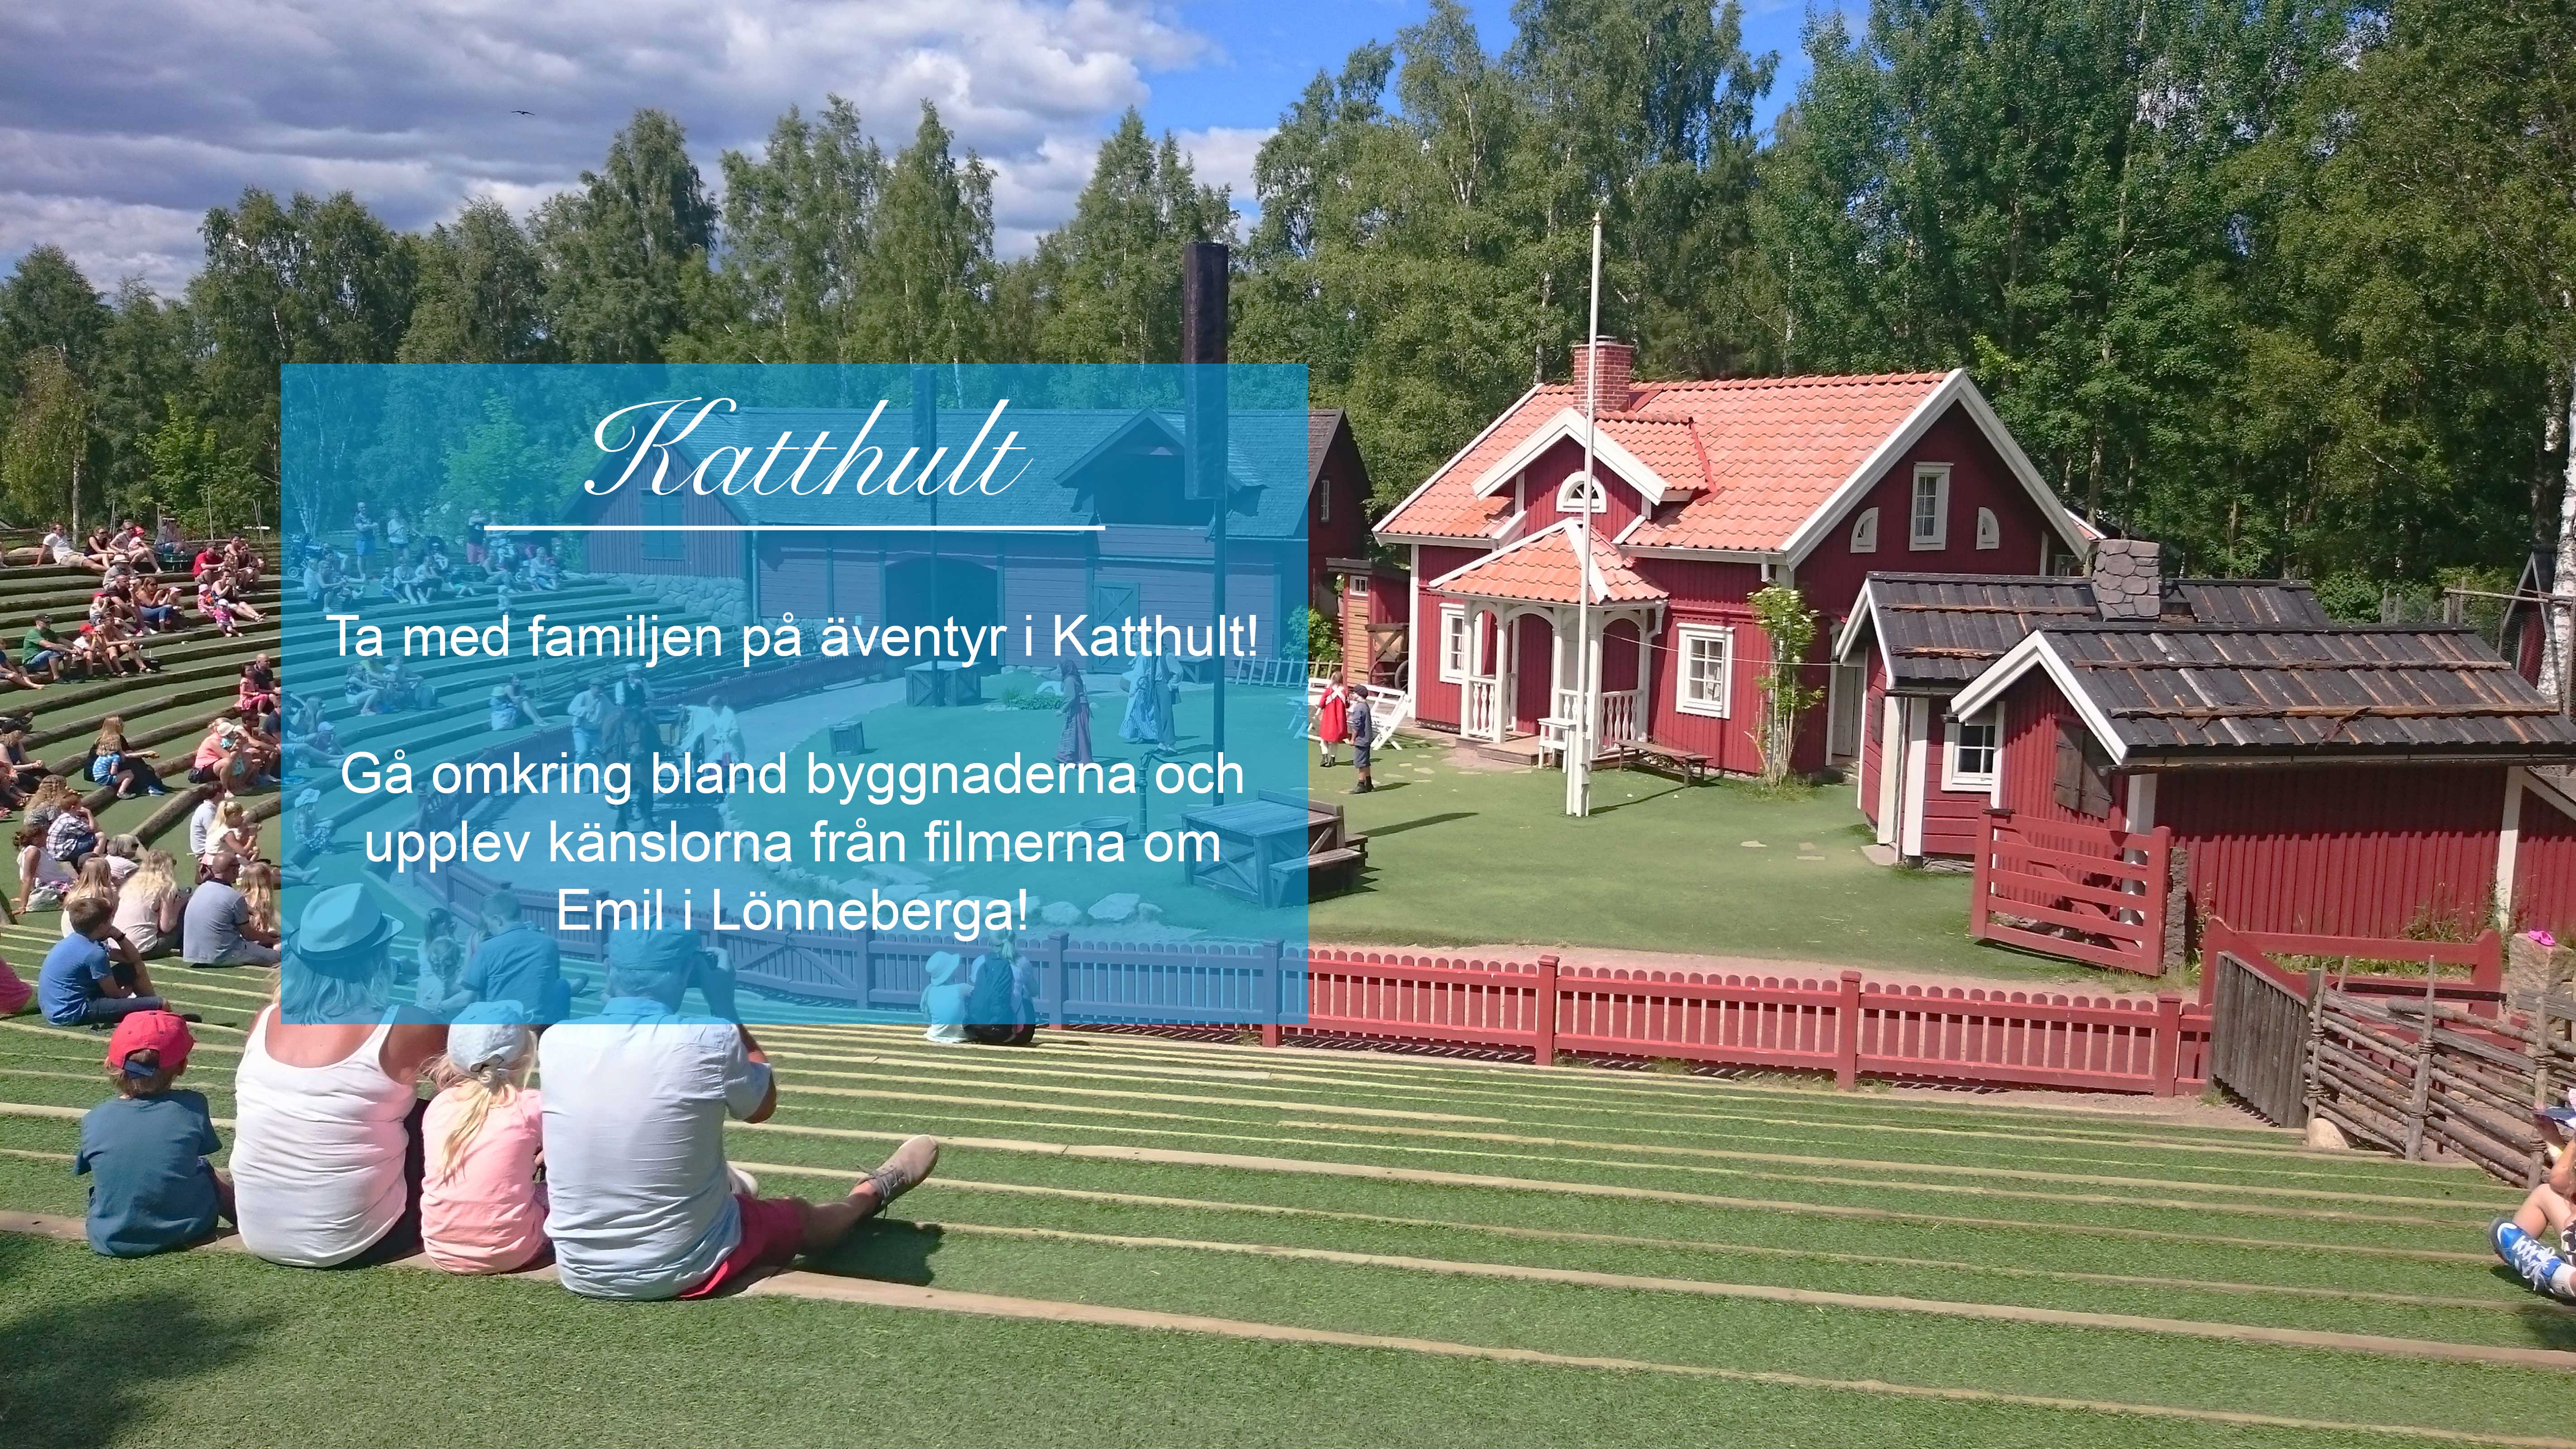 Katthult
Ta med familjen på äventyr i Katthult!
Gå omkring bland byggnaderna och
upplev känslorna från filmerna om
Emil i Lönneberga!